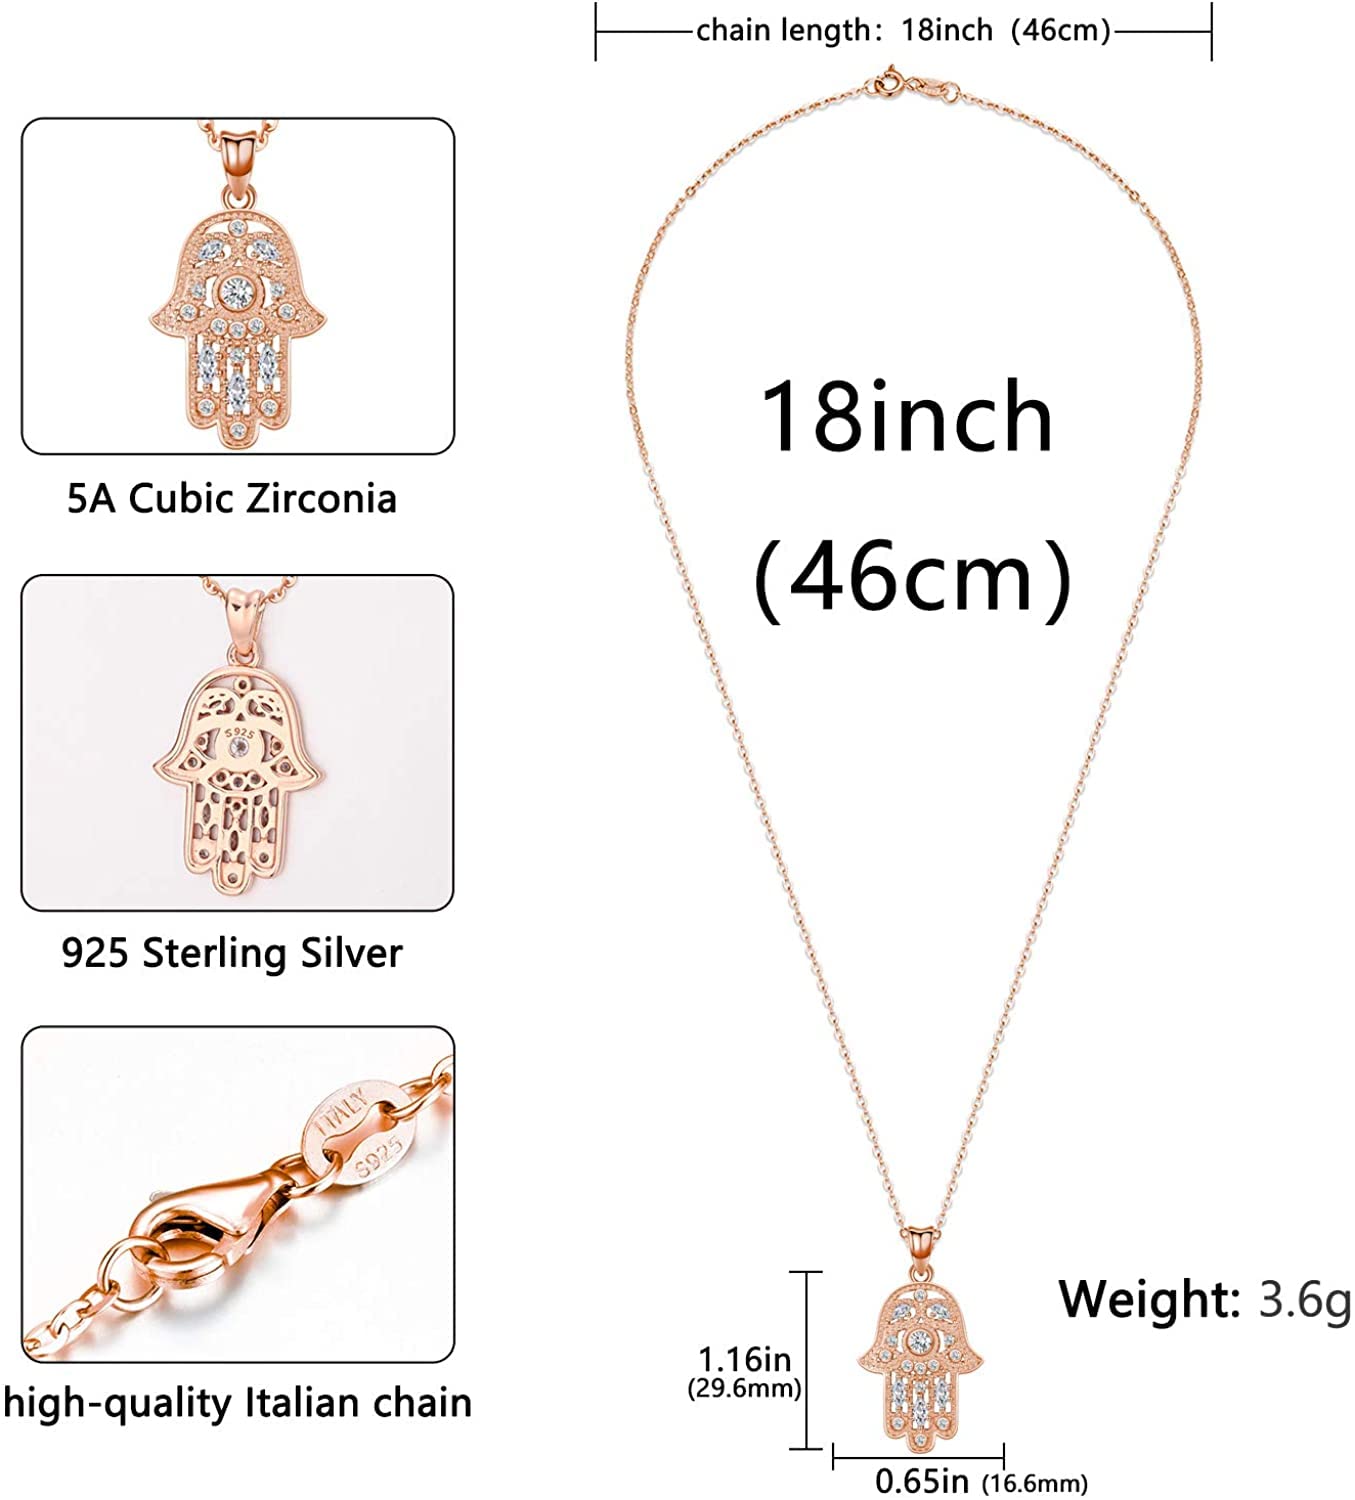 chain length: 18inch (46cm)
5A Cubic Zirconia
18inch
(46cm)
S925
925 Sterling Silver
ITALY
S925
high-quality Italian chain
Weight: 3.6g
1.16in
(29.6mm)
0.65in (16.6mm)